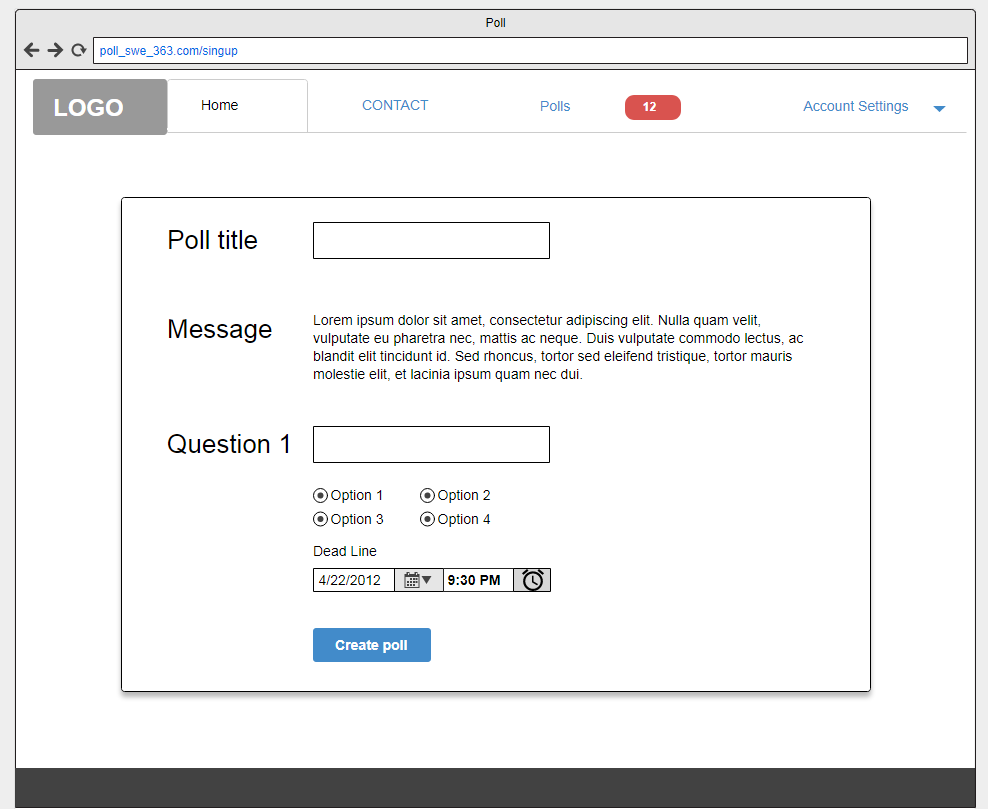 Poll
poll_swe_363.com/singup
LOGO Home CONTACT Polls 12 Account Settings
Poll title
Message
Lorem ipsum dolor sit amet, consectetur adipiscing elit. Nulla quam velit,
vulputate eu pharetra nec, mattis ac neque. Duis vulputate commodo lectus, ac
blandit elit tincidunt id. Sed rhoncus, tortor sed eleifend tristique, tortor mauris
molestie elit, et lacinia ipsum quam nec dui.
Question 1
Option 1 Option 2
Option 3 Option 4
Dead Line
4/22/2012 9:30 PM
Create poll